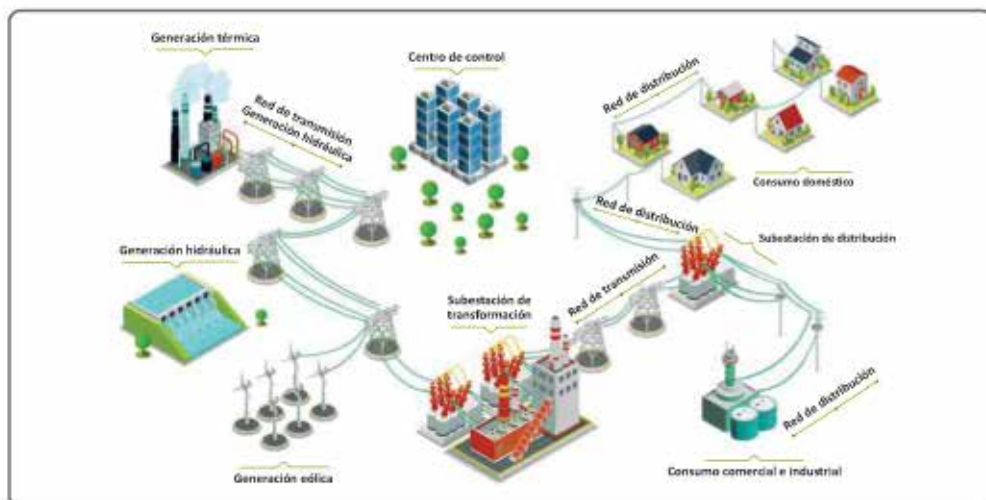 Generación térmica
Centro de control
Red de transmisión
Generación hidráulica
Red de distribución
Consumo doméstico
Red de distribución
Subestación de distribución
Generación hidráulica
Subestación de
transformación
Red de transmisión
Red de distribución
Generación eólica
Consumo comercial e industrial